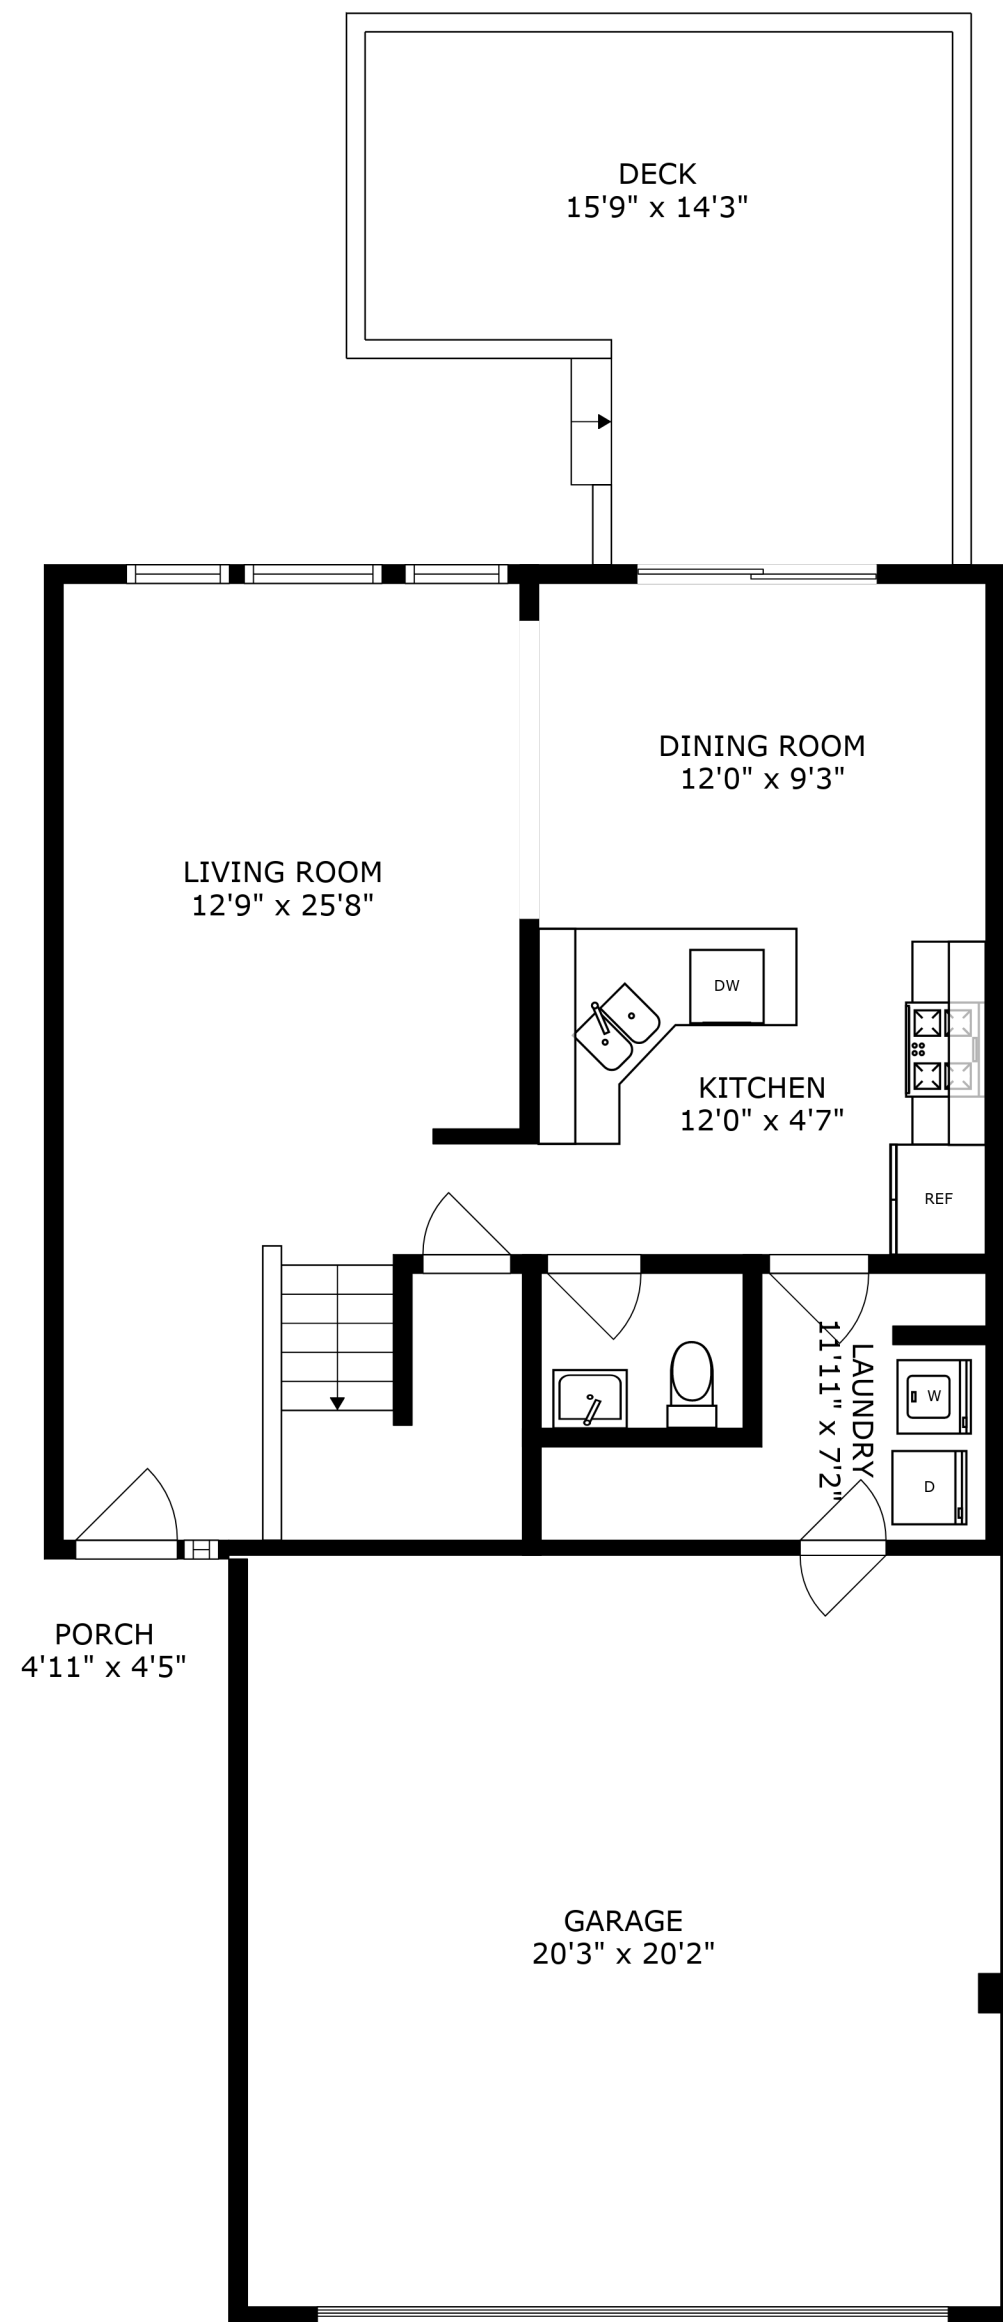 DECK
15'9" x 14'3"
DINING ROOM
12'0" x 9'3"
LIVING ROOM
12'9" x 25'8"
DW
KITCHEN
12'0" x 4'7"
REF
LAUNDRY
11'11" x 7'2"
W
D
PORCH
4'11" x 4'5"
GARAGE
20'3" x 20'2"